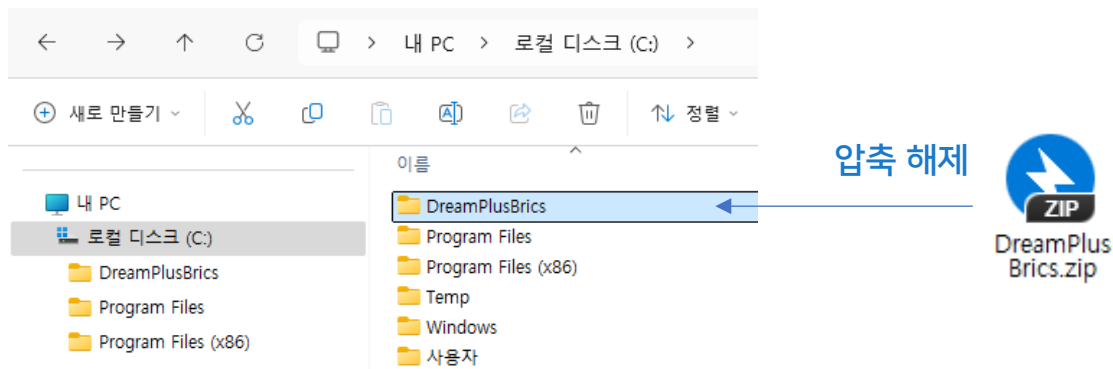 내 PC > 로컬 디스크 (C:) >
새로 만들기
정렬
이름
내 PC
로컬 디스크 (C:)
DreamPlusBrics
Program Files
Program Files (x86)
DreamPlusBrics
Program Files
Program Files (x86)
Temp
Windows
사용자
압축 해제
ZIP
DreamPlus
Brics.zip